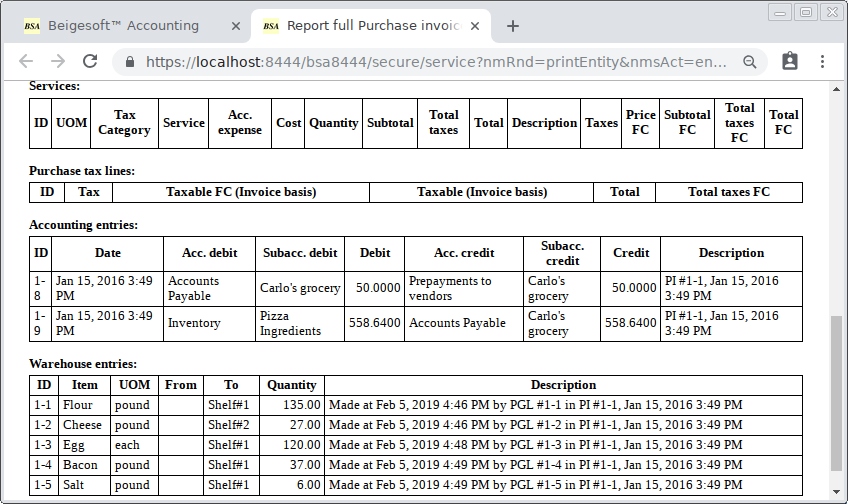 BSA Beigesoft™ Accounting
BSA Report full Purchase invoic
https://localhost:8444/bsa8444/secure/service?nmRnd=printEntity&nmsAct=en...
Services:
ID UOM Tax Category Service Acc. expense Cost Quantity Subtotal Total taxes Total Description Taxes Price FC Subtotal FC Total taxes FC Total FC
Purchase tax lines:
ID Tax Taxable FC (Invoice basis) Taxable (Invoice basis) Total Total taxes FC
Accounting entries:
ID Date Acc. debit Subacc. debit Debit Acc. credit Subacc. credit Credit Description
1-8 Jan 15, 2016 3:49 PM Accounts Payable Carlo's grocery 50.0000 Prepayments to vendors Carlo's grocery 50.0000 PI #1-1, Jan 15, 2016 3:49 PM
1-9 Jan 15, 2016 3:49 PM Inventory Pizza Ingredients 558.6400 Accounts Payable Carlo's grocery 558.6400 PI #1-1, Jan 15, 2016 3:49 PM
Warehouse entries:
ID Item UOM From To Quantity Description
1-1 Flour pound Shelf#1 135.00 Made at Feb 5, 2019 4:46 PM by PGL #1-1 in PI #1-1, Jan 15, 2016 3:49 PM
1-2 Cheese pound Shelf#2 27.00 Made at Feb 5, 2019 4:46 PM by PGL #1-2 in PI #1-1, Jan 15, 2016 3:49 PM
1-3 Egg each Shelf#1 120.00 Made at Feb 5, 2019 4:48 PM by PGL #1-3 in PI #1-1, Jan 15, 2016 3:49 PM
1-4 Bacon pound Shelf#1 37.00 Made at Feb 5, 2019 4:49 PM by PGL #1-4 in PI #1-1, Jan 15, 2016 3:49 PM
1-5 Salt pound Shelf#1 6.00 Made at Feb 5, 2019 4:49 PM by PGL #1-5 in PI #1-1, Jan 15, 2016 3:49 PM